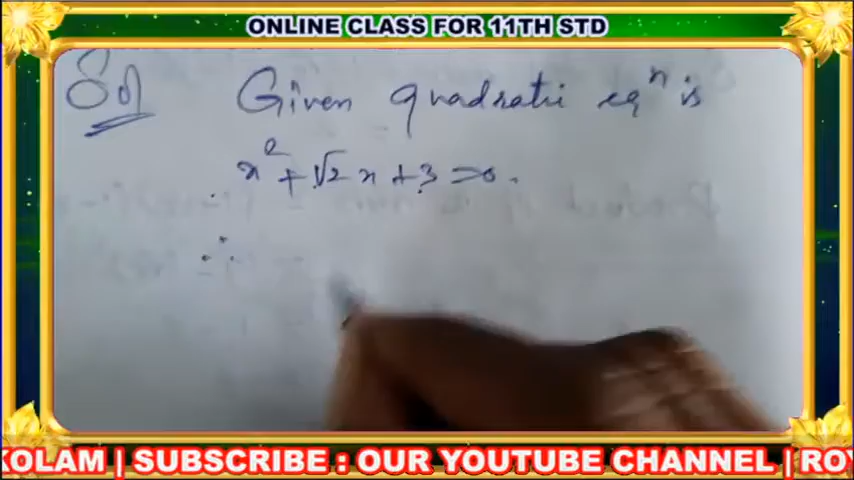 ONLINE CLASS FOR 11TH STD
Sol
Given quadratic eqⁿ is
x² + √2 x + 3 = 0.
∴
KOLAM | SUBSCRIBE : OUR YOUTUBE CHANNEL | RO